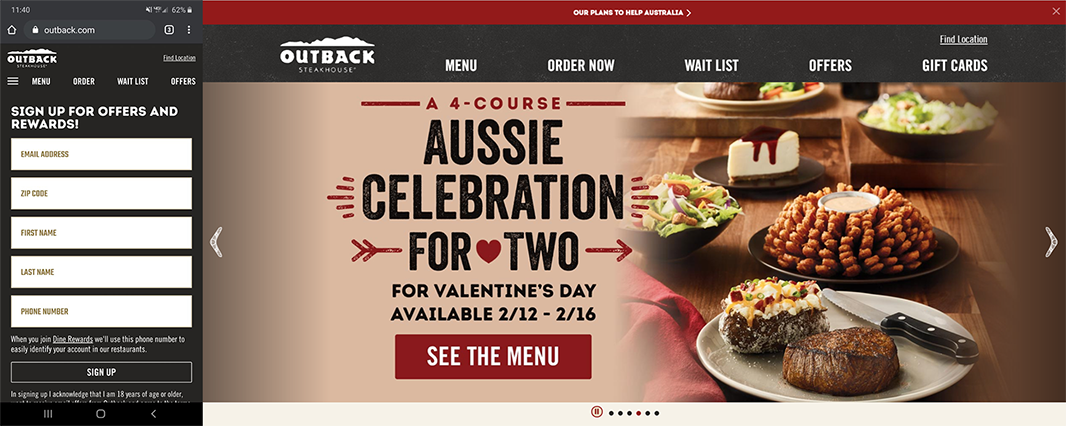 11:40
62%
outback.com
3
OUTBACK
STEAKHOUSE®
Find Location
MENU ORDER WAIT LIST OFFERS
SIGN UP FOR OFFERS AND
REWARDS!
EMAIL ADDRESS
ZIP CODE
FIRST NAME
LAST NAME
PHONE NUMBER
When you join Dine Rewards we'll use this phone number to
easily identify your account in our restaurants.
SIGN UP
In signing up I acknowledge that I am 18 years of age or older,
OUR PLANS TO HELP AUSTRALIA
Find Location
OUTBACK
STEAKHOUSE®
MENU ORDER NOW WAIT LIST OFFERS GIFT CARDS
A 4-COURSE
AUSSIE
CELEBRATION
FOR TWO
FOR VALENTINE'S DAY
AVAILABLE 2/12 - 2/16
SEE THE MENU